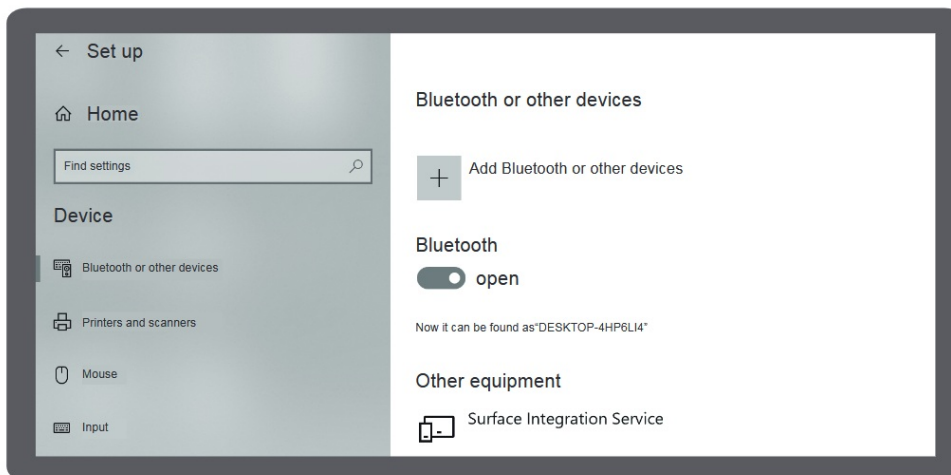 Set up
Home
Find settings
Device
Bluetooth or other devices
Printers and scanners
Mouse
Input
Bluetooth or other devices
Add Bluetooth or other devices
Bluetooth
open
Now it can be found as“DESKTOP-4HP6LI4”
Other equipment
Surface Integration Service